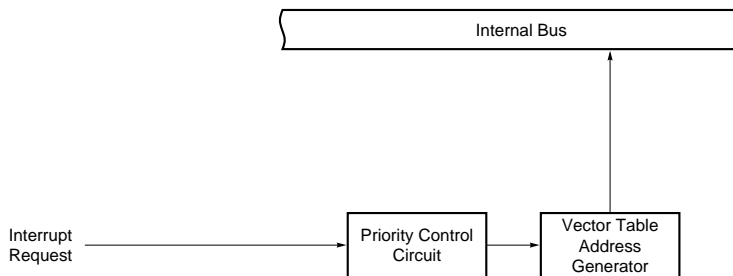 Internal Bus
Interrupt
Request
Priority Control
Circuit
Vector Table
Address
Generator